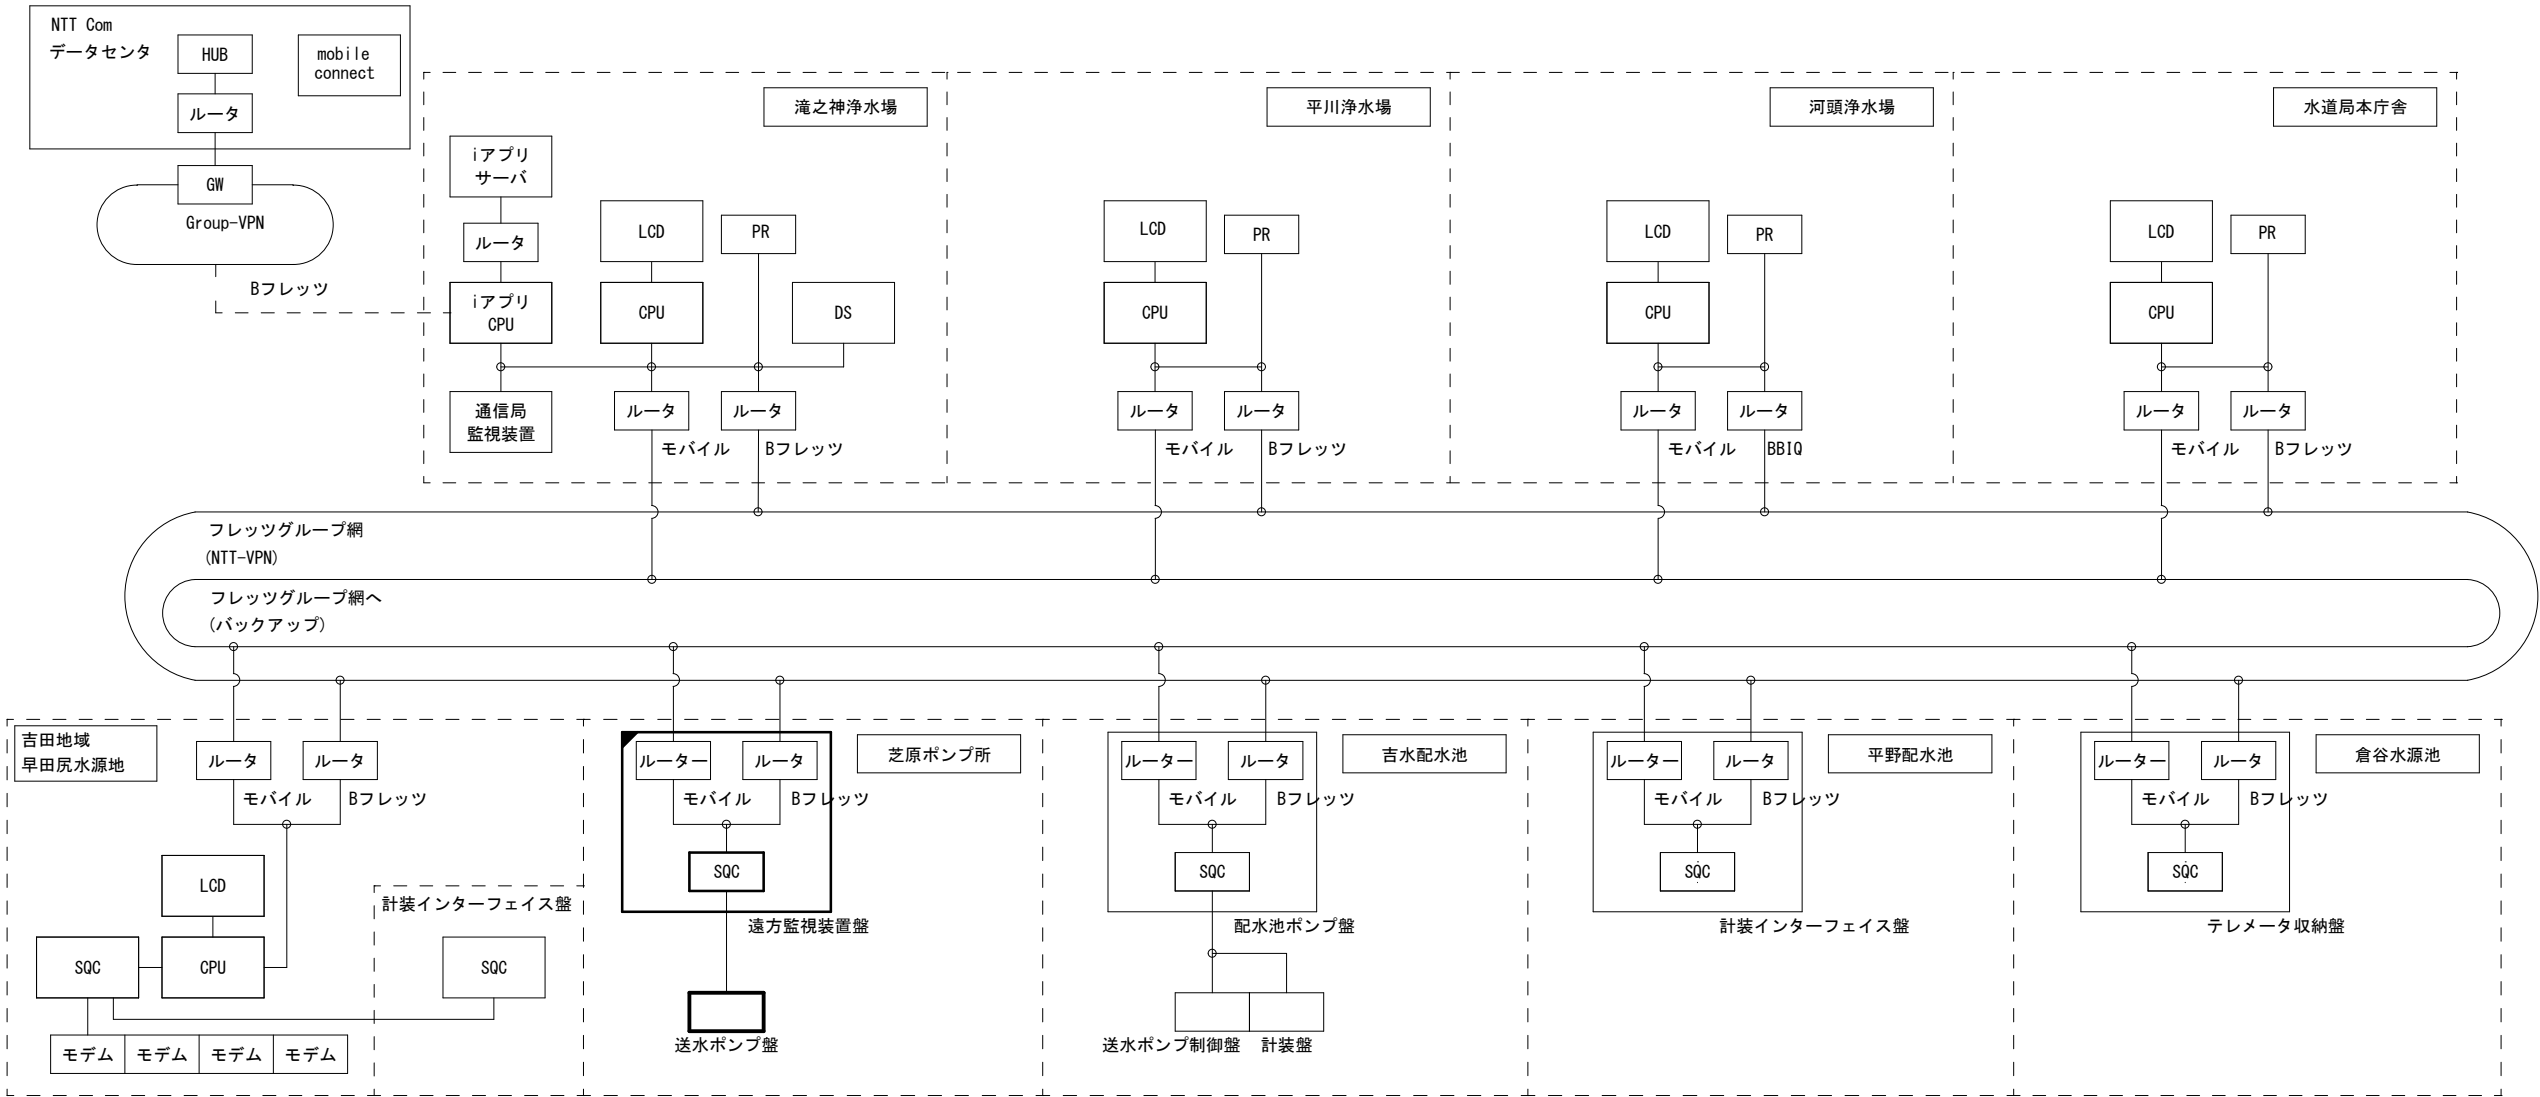 NTT Com
データセンタ
HUB
mobile
connect
ルータ
GW
Group-VPN
Bフレッツ
滝之神浄水場
iアプリ
サーバ
ルータ
iアプリ
CPU
LCD
PR
CPU
DS
通信局
監視装置
ルータ
ルータ
モバイル
Bフレッツ
平川浄水場
LCD
PR
CPU
ルータ
ルータ
モバイル
Bフレッツ
河頭浄水場
LCD
PR
CPU
ルータ
ルータ
モバイル
BBIQ
水道局本庁舎
LCD
PR
CPU
ルータ
ルータ
モバイル
Bフレッツ
フレッツグループ網
(NTT-VPN)
フレッツグループ網へ
(バックアップ)
吉田地域
早田尻水源地
ルータ
ルータ
モバイル
Bフレッツ
LCD
計装インターフェイス盤
SQC
CPU
SQC
モデム
モデム
モデム
モデム
芝原ポンプ所
ルーター
ルータ
モバイル
Bフレッツ
SQC
遠方監視装置盤
送水ポンプ盤
吉水配水池
ルーター
ルータ
モバイル
Bフレッツ
SQC
配水池ポンプ盤
送水ポンプ制御盤
計装盤
平野配水池
ルーター
ルータ
モバイル
Bフレッツ
SQC
計装インターフェイス盤
倉谷水源池
ルーター
ルータ
モバイル
Bフレッツ
SQC
テレメータ収納盤